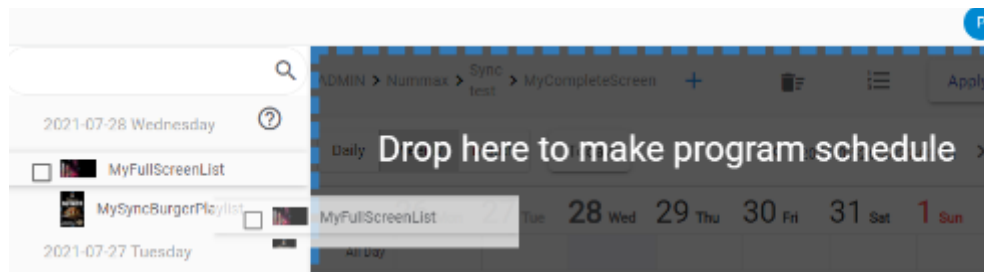 P
ADMIN > Nummax > Sync test > MyCompleteScreen +
Apply
2021-07-28 Wednesday
Daily
Drop here to make program schedule
MyFullScreenList
MySyncBurgerPlaylist
MyFullScreenList
27 Tue 28 Wed 29 Thu 30 Fri 31 Sat 1 Sun
2021-07-27 Tuesday
All Day